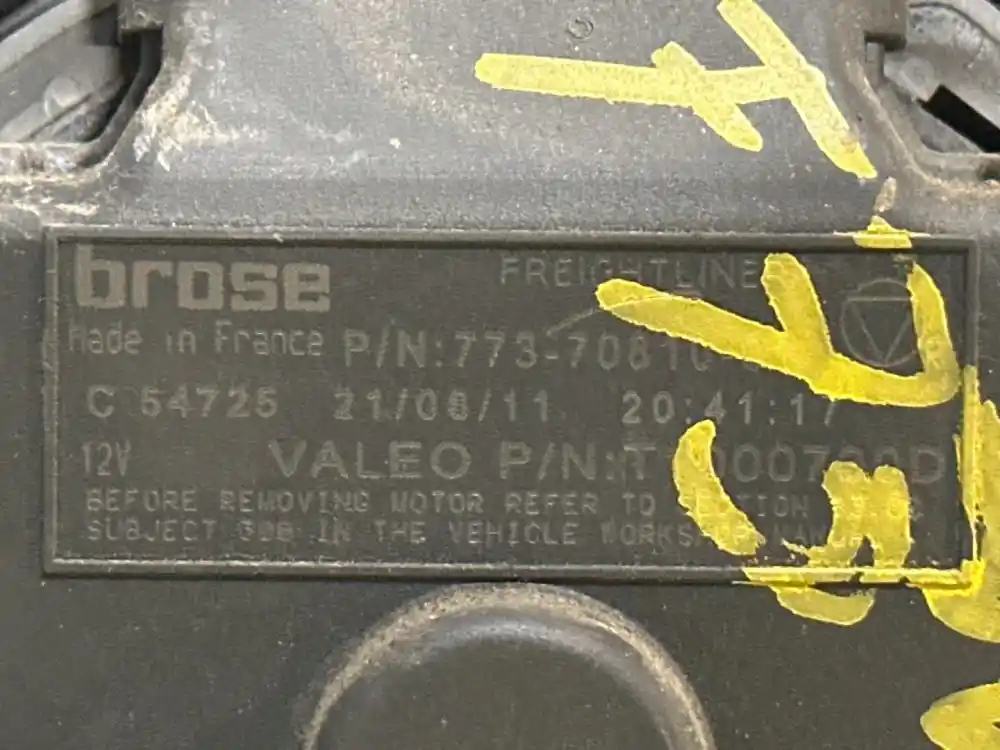 brose FREIGHTLINER
Made in France P/N:773-70810
C 54725 21/08/11 20:41:17
12V VALEO P/N:
BEFORE REMOVING MOTOR REFER TO
SUBJECT IN THE VEHICLE